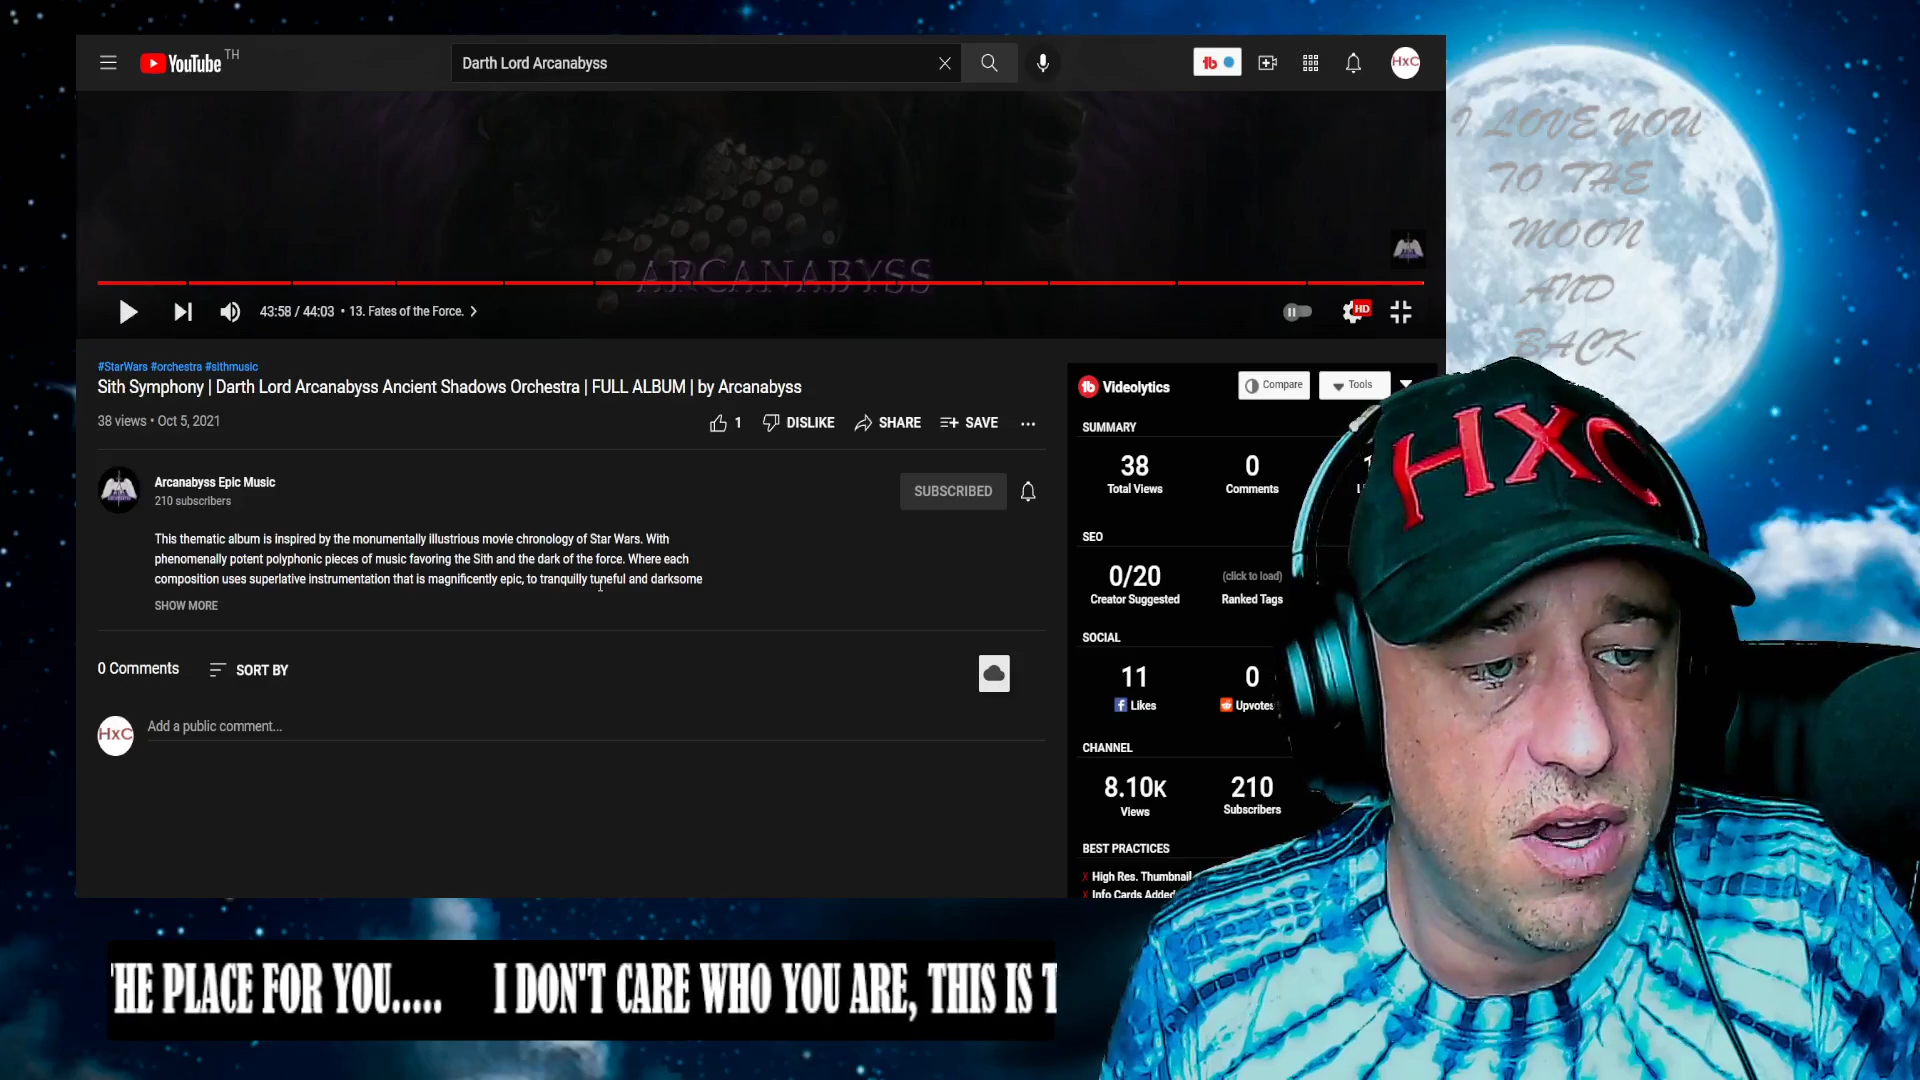 YouTube TH
Darth Lord Arcanabyss
HxC
I LOVE YOU
TO THE
MOON
AND
BACK
ARCANABYSS
43:58 / 44:03 • 13. Fates of the Force.
HD
#StarWars #orchestra #sithmusic
Sith Symphony | Darth Lord Arcanabyss Ancient Shadows Orchestra | FULL ALBUM | by Arcanabyss
38 views • Oct 5, 2021
1 DISLIKE SHARE SAVE
Arcanabyss Epic Music
210 subscribers
SUBSCRIBED
This thematic album is inspired by the monumentally illustrious movie chronology of Star Wars. With
phenomenally potent polyphonic pieces of music favoring the Sith and the dark of the force. Where each
composition uses superlative instrumentation that is magnificently epic, to tranquilly tuneful and darksome
SHOW MORE
0 Comments SORT BY
HxC Add a public comment...
Videolytics Compare Tools
SUMMARY
38 0
Total Views Comments
SEO
0/20 (click to load)
Creator Suggested Ranked Tags
SOCIAL
11 0
Likes Upvotes
CHANNEL
8.10K 210
Views Subscribers
BEST PRACTICES
X High Res. Thumbnail
X Info Cards Added
HXC
HE PLACE FOR YOU..... I DON'T CARE WHO YOU ARE, THIS IS T